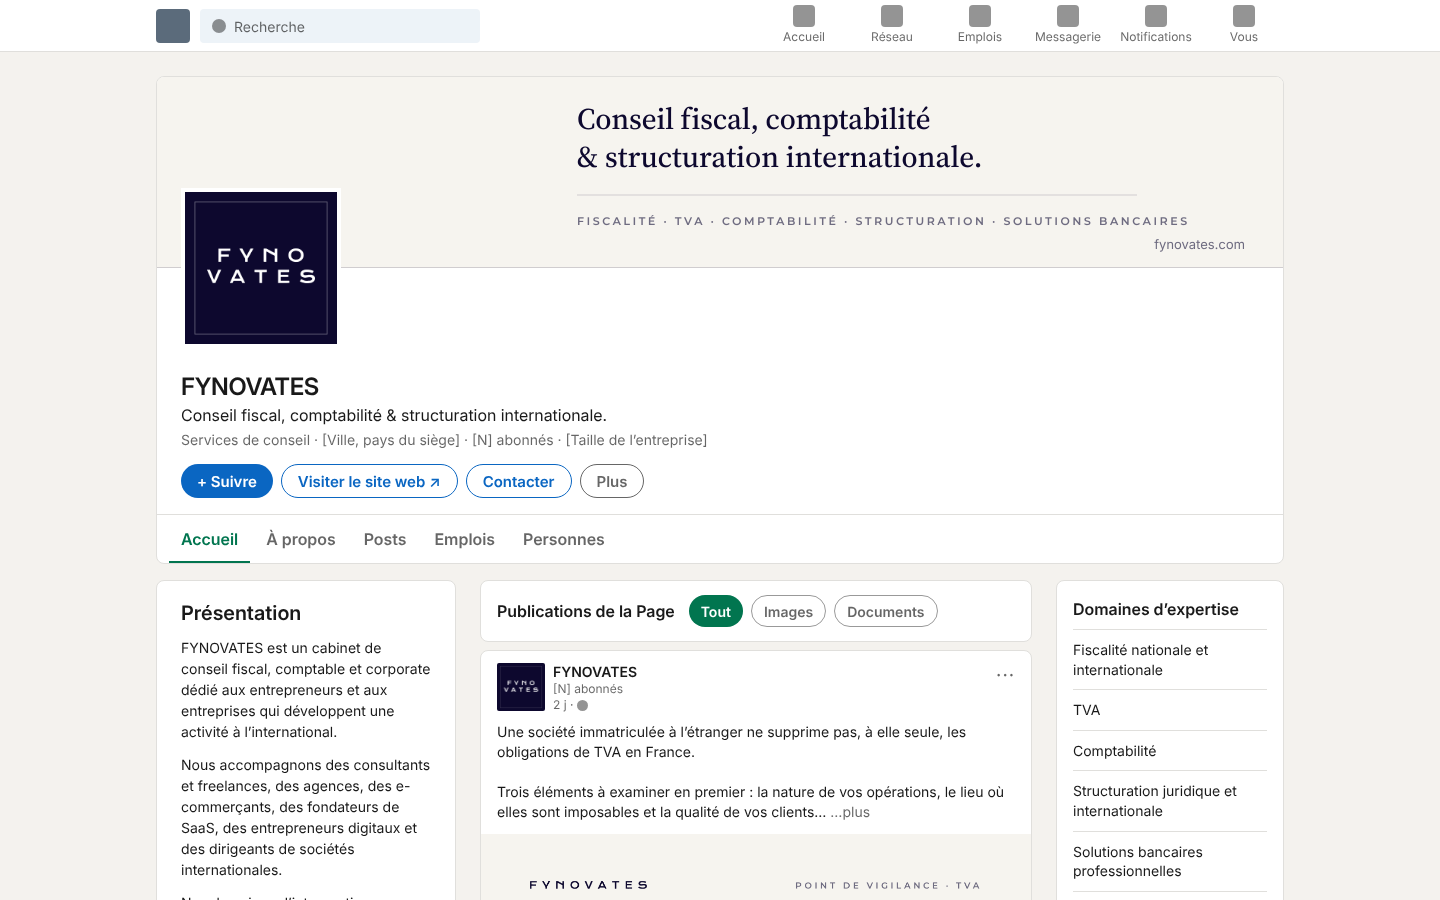 Recherche
Accueil
Réseau
Emplois
Messagerie
Notifications
Vous
Conseil fiscal, comptabilité
& structuration internationale.
FISCALITÉ · TVA · COMPTABILITÉ · STRUCTURATION · SOLUTIONS BANCAIRES
fynovates.com
FYNO
VATES
FYNOVATES
Conseil fiscal, comptabilité & structuration internationale.
Services de conseil · [Ville, pays du siège] · [N] abonnés · [Taille de l’entreprise]
+ Suivre
Visiter le site web ↗
Contacter
Plus
Accueil
À propos
Posts
Emplois
Personnes
Présentation
FYNOVATES est un cabinet de
conseil fiscal, comptable et corporate
dédié aux entrepreneurs et aux
entreprises qui développent une
activité à l’international.
Nous accompagnons des consultants
et freelances, des agences, des e-
commerçants, des fondateurs de
SaaS, des entrepreneurs digitaux et
des dirigeants de sociétés
internationales.
Publications de la Page
Tout
Images
Documents
FYNO
VATES
FYNOVATES
[N] abonnés
2 j ·
...
Une société immatriculée à l’étranger ne supprime pas, à elle seule, les
obligations de TVA en France.
Trois éléments à examiner en premier : la nature de vos opérations, le lieu où
elles sont imposables et la qualité de vos clients... ...plus
FYNOVATES
POINT DE VIGILANCE · TVA
Domaines d’expertise
Fiscalité nationale et
internationale
TVA
Comptabilité
Structuration juridique et
internationale
Solutions bancaires
professionnelles